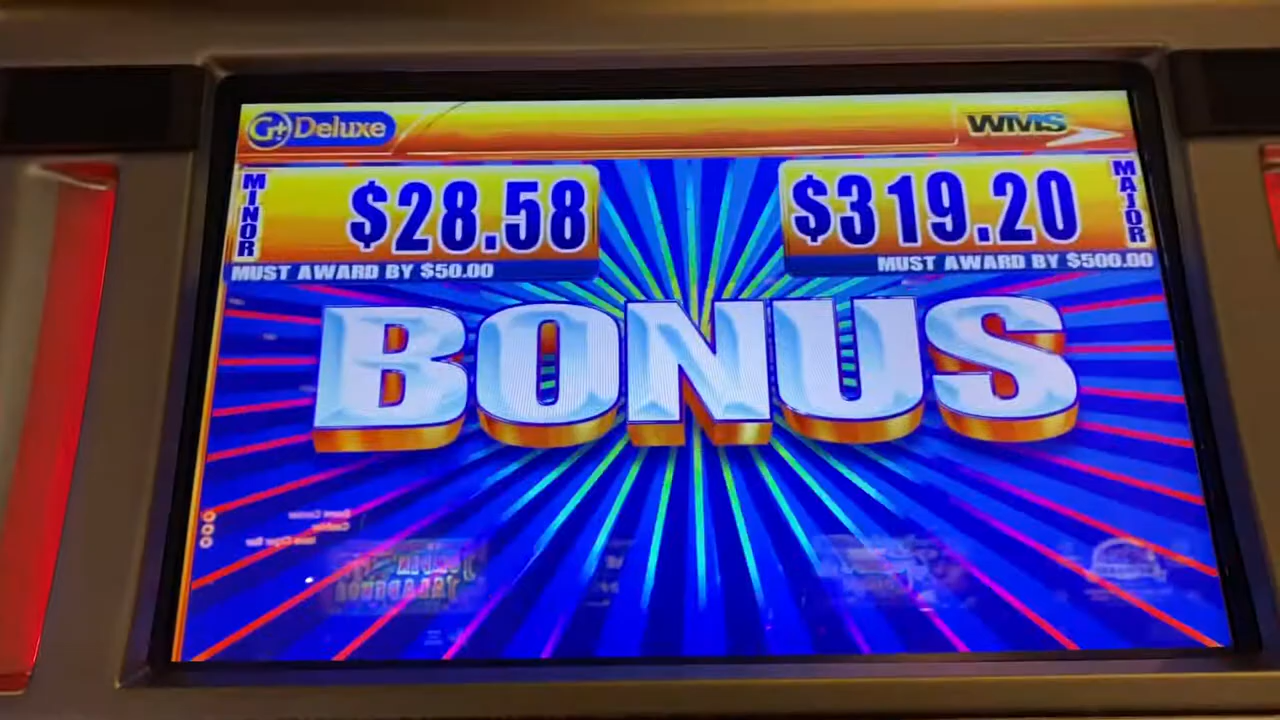 G+ Deluxe
WMS
MINOR
$28.58
$319.20
MAJOR
MUST AWARD BY $50.00
MUST AWARD BY $500.00
BONUS